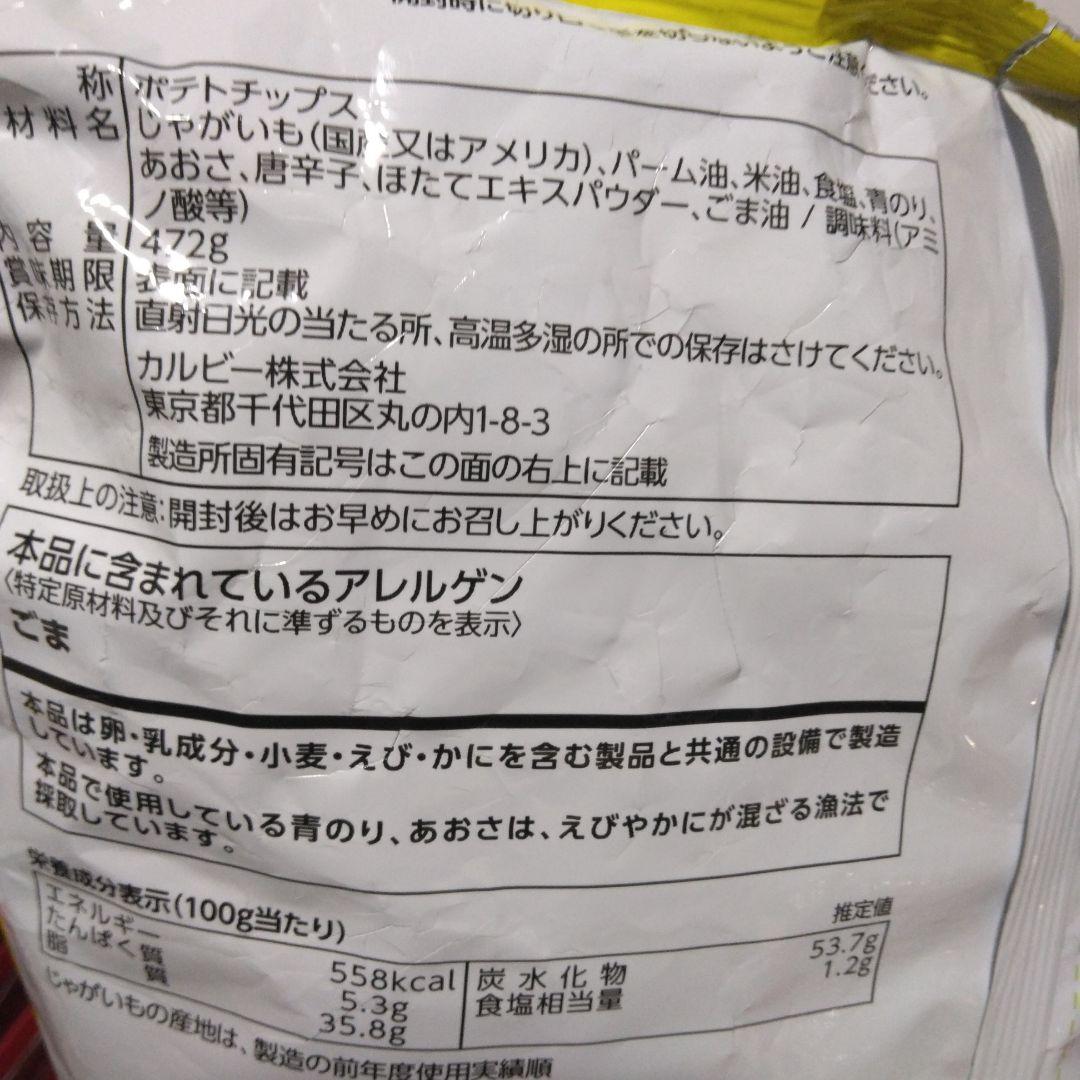 ださい。
称 ポテトチップス
材料名 じゃがいも(国産又はアメリカ)、パーム油、米油、食塩、青のり、
あおさ、唐辛子、ほたてエキスパウダー、ごま油 / 調味料(アミ
ノ酸等)
内容量 472g
賞味期限 表面に記載
保存方法 直射日光の当たる所、高温多湿の所での保存はさけてください。
カルビー株式会社
東京都千代田区丸の内1-8-3
製造所固有記号はこの面の右上に記載
取扱上の注意:開封後はお早めにお召し上がりください。
本品に含まれているアレルゲン
〈特定原材料及びそれに準ずるものを表示〉
ごま
本品は卵・乳成分・小麦・えび・かにを含む製品と共通の設備で製造
しています。
本品で使用している青のり、あおさは、えびやかにが混ざる漁法で
採取しています。
栄養成分表示(100g当たり) 推定値
エネルギー 558kcal 炭水化物 53.7g
たんぱく質 5.3g 食塩相当量 1.2g
脂質 35.8g
じゃがいもの産地は、製造の前年度使用実績順